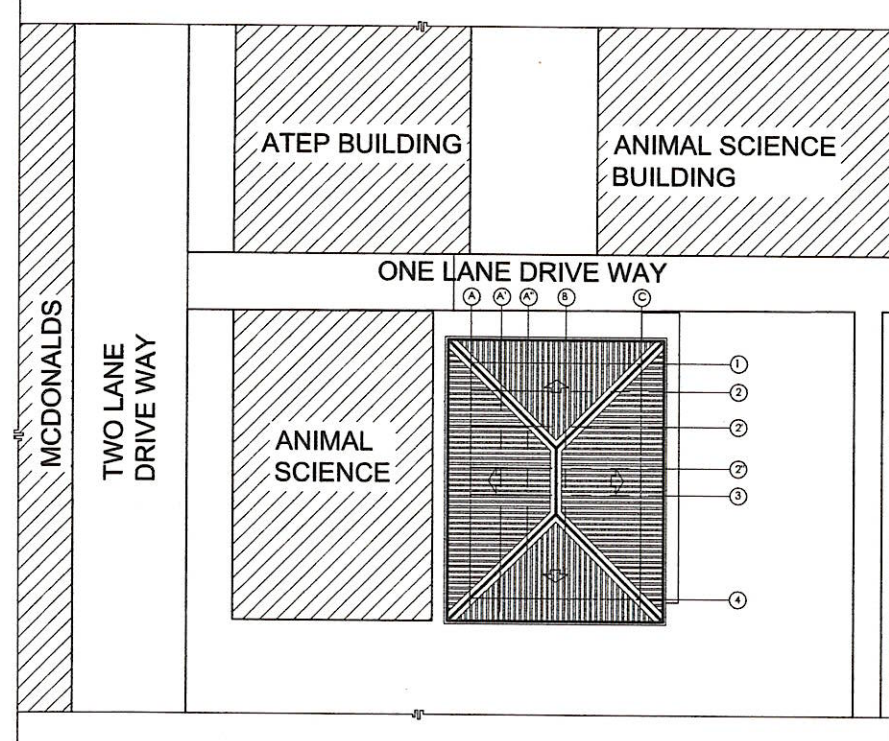 ATEP BUILDING
ANIMAL SCIENCE
BUILDING
ONE LANE DRIVE WAY
A A' A" B C
MCDONALDS
TWO LANE
DRIVE WAY
ANIMAL
SCIENCE
1
2
2'
2"
3
4